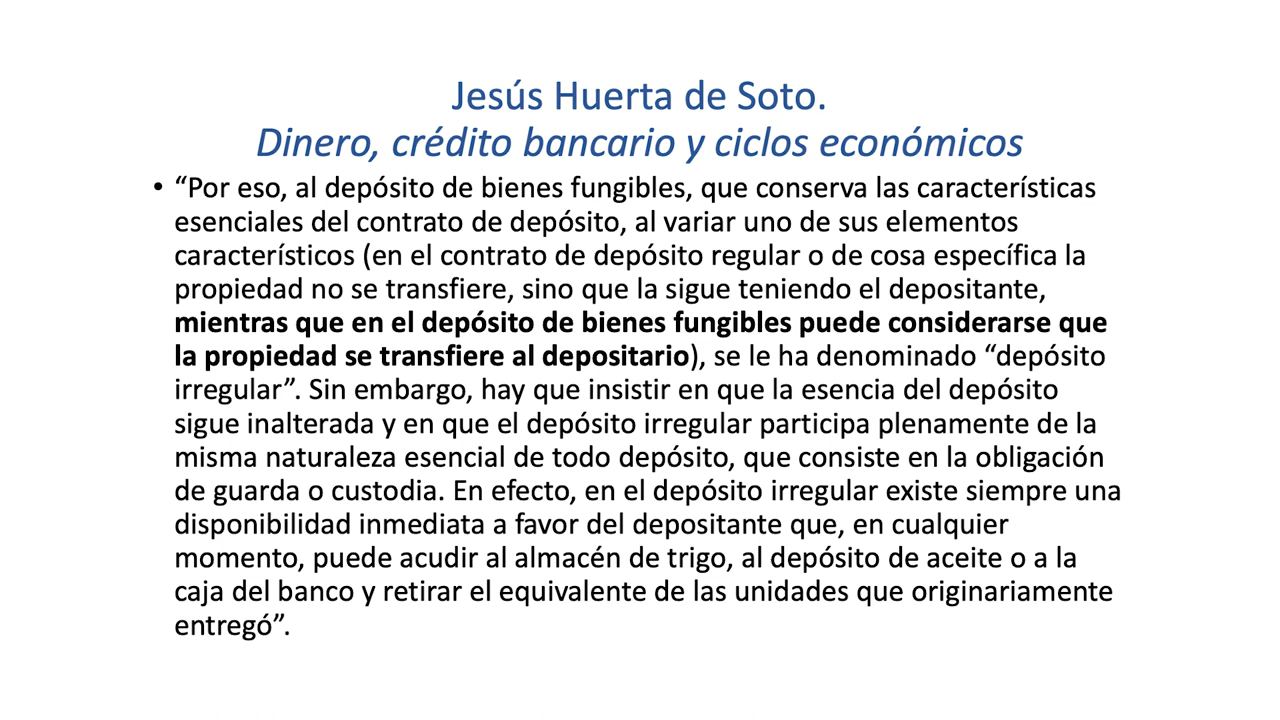 Jesús Huerta de Soto.
Dinero, crédito bancario y ciclos económicos
• “Por eso, al depósito de bienes fungibles, que conserva las características
esenciales del contrato de depósito, al variar uno de sus elementos
característicos (en el contrato de depósito regular o de cosa específica la
propiedad no se transfiere, sino que la sigue teniendo el depositante,
mientras que en el depósito de bienes fungibles puede considerarse que
la propiedad se transfiere al depositario), se le ha denominado “depósito
irregular”. Sin embargo, hay que insistir en que la esencia del depósito
sigue inalterada y en que el depósito irregular participa plenamente de la
misma naturaleza esencial de todo depósito, que consiste en la obligación
de guarda o custodia. En efecto, en el depósito irregular existe siempre una
disponibilidad inmediata a favor del depositante que, en cualquier
momento, puede acudir al almacén de trigo, al depósito de aceite o a la
caja del banco y retirar el equivalente de las unidades que originariamente
entregó”.